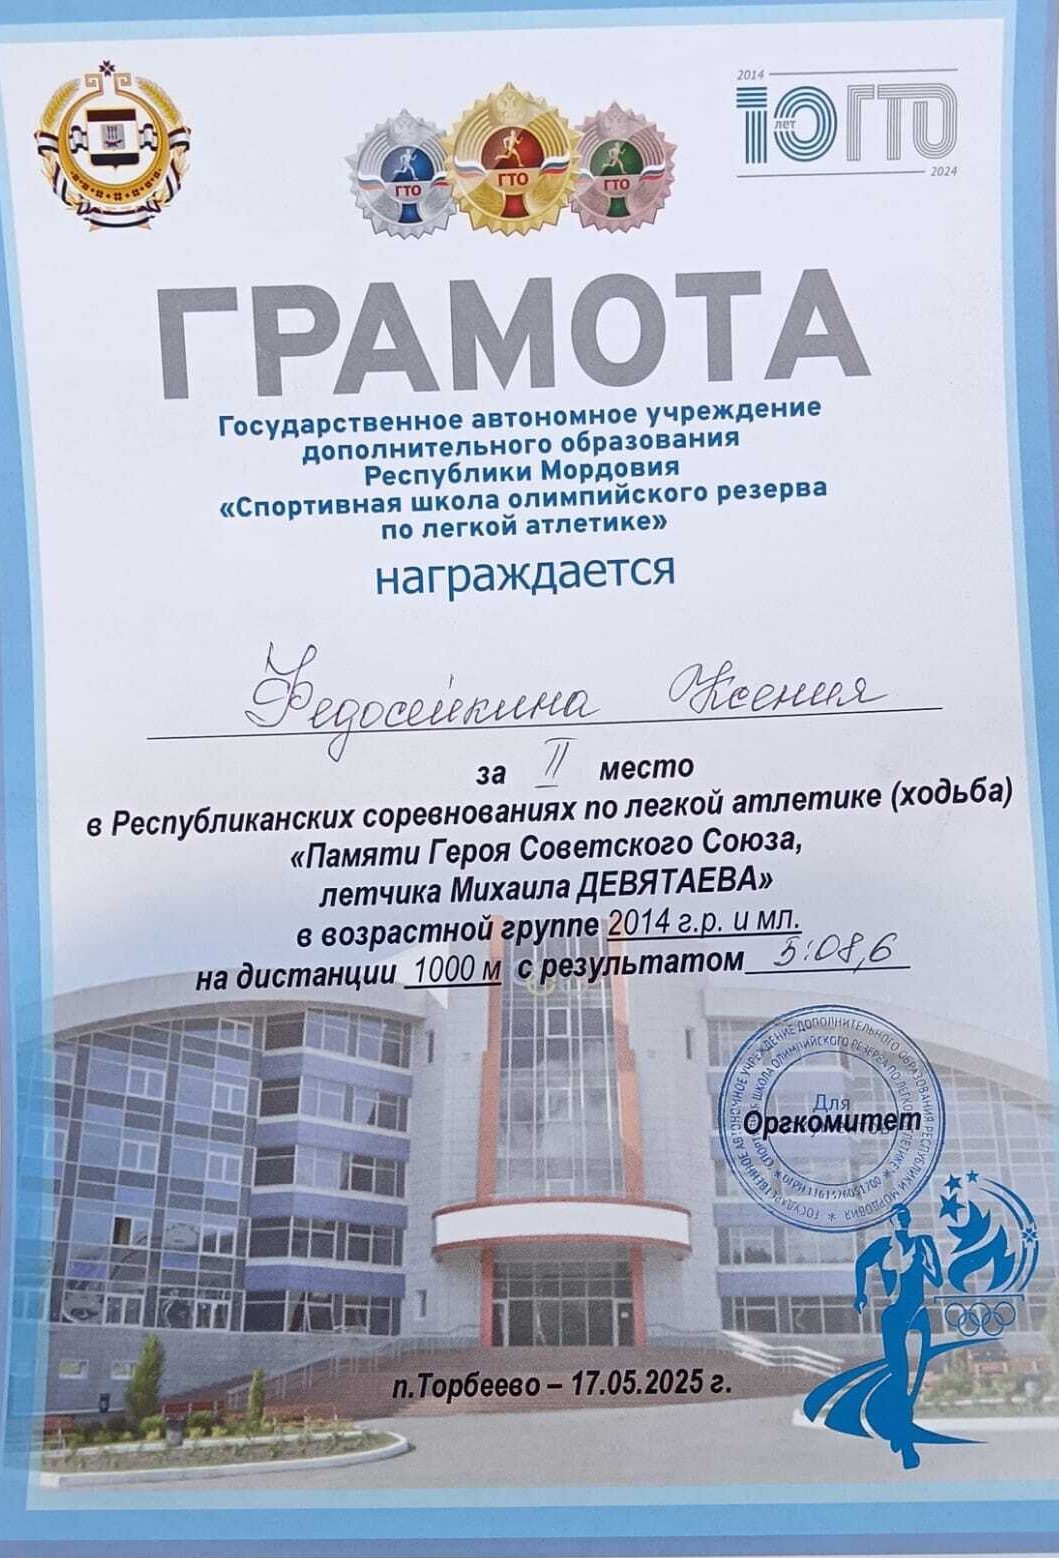 2014
10 лет ГТО
2024
ГТО
ГТО
ГТО
ГРАМОТА
Государственное автономное учреждение
дополнительного образования
Республики Мордовия
«Спортивная школа олимпийского резерва
по легкой атлетике»
награждается
Федосейкина Ксения
за II место
в Республиканских соревнованиях по легкой атлетике (ходьба)
«Памяти Героя Советского Союза,
летчика Михаила ДЕВЯТАЕВА»
в возрастной группе 2014 г.р. и мл.
на дистанции 1000 м с результатом 5:08,6
Для
Оргкомитет
п.Торбеево – 17.05.2025 г.